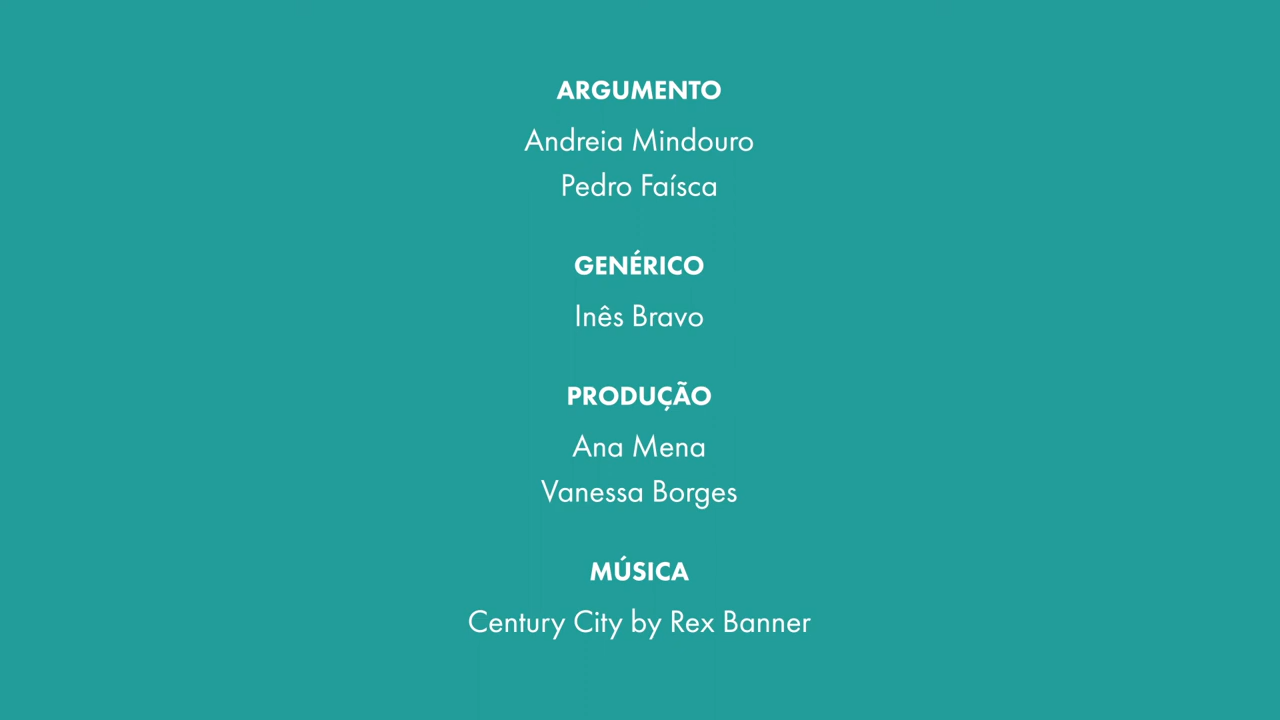 ARGUMENTO
Andreia Mindouro
Pedro Faísca
GENÉRICO
Inês Bravo
PRODUÇÃO
Ana Mena
Vanessa Borges
MÚSICA
Century City by Rex Banner